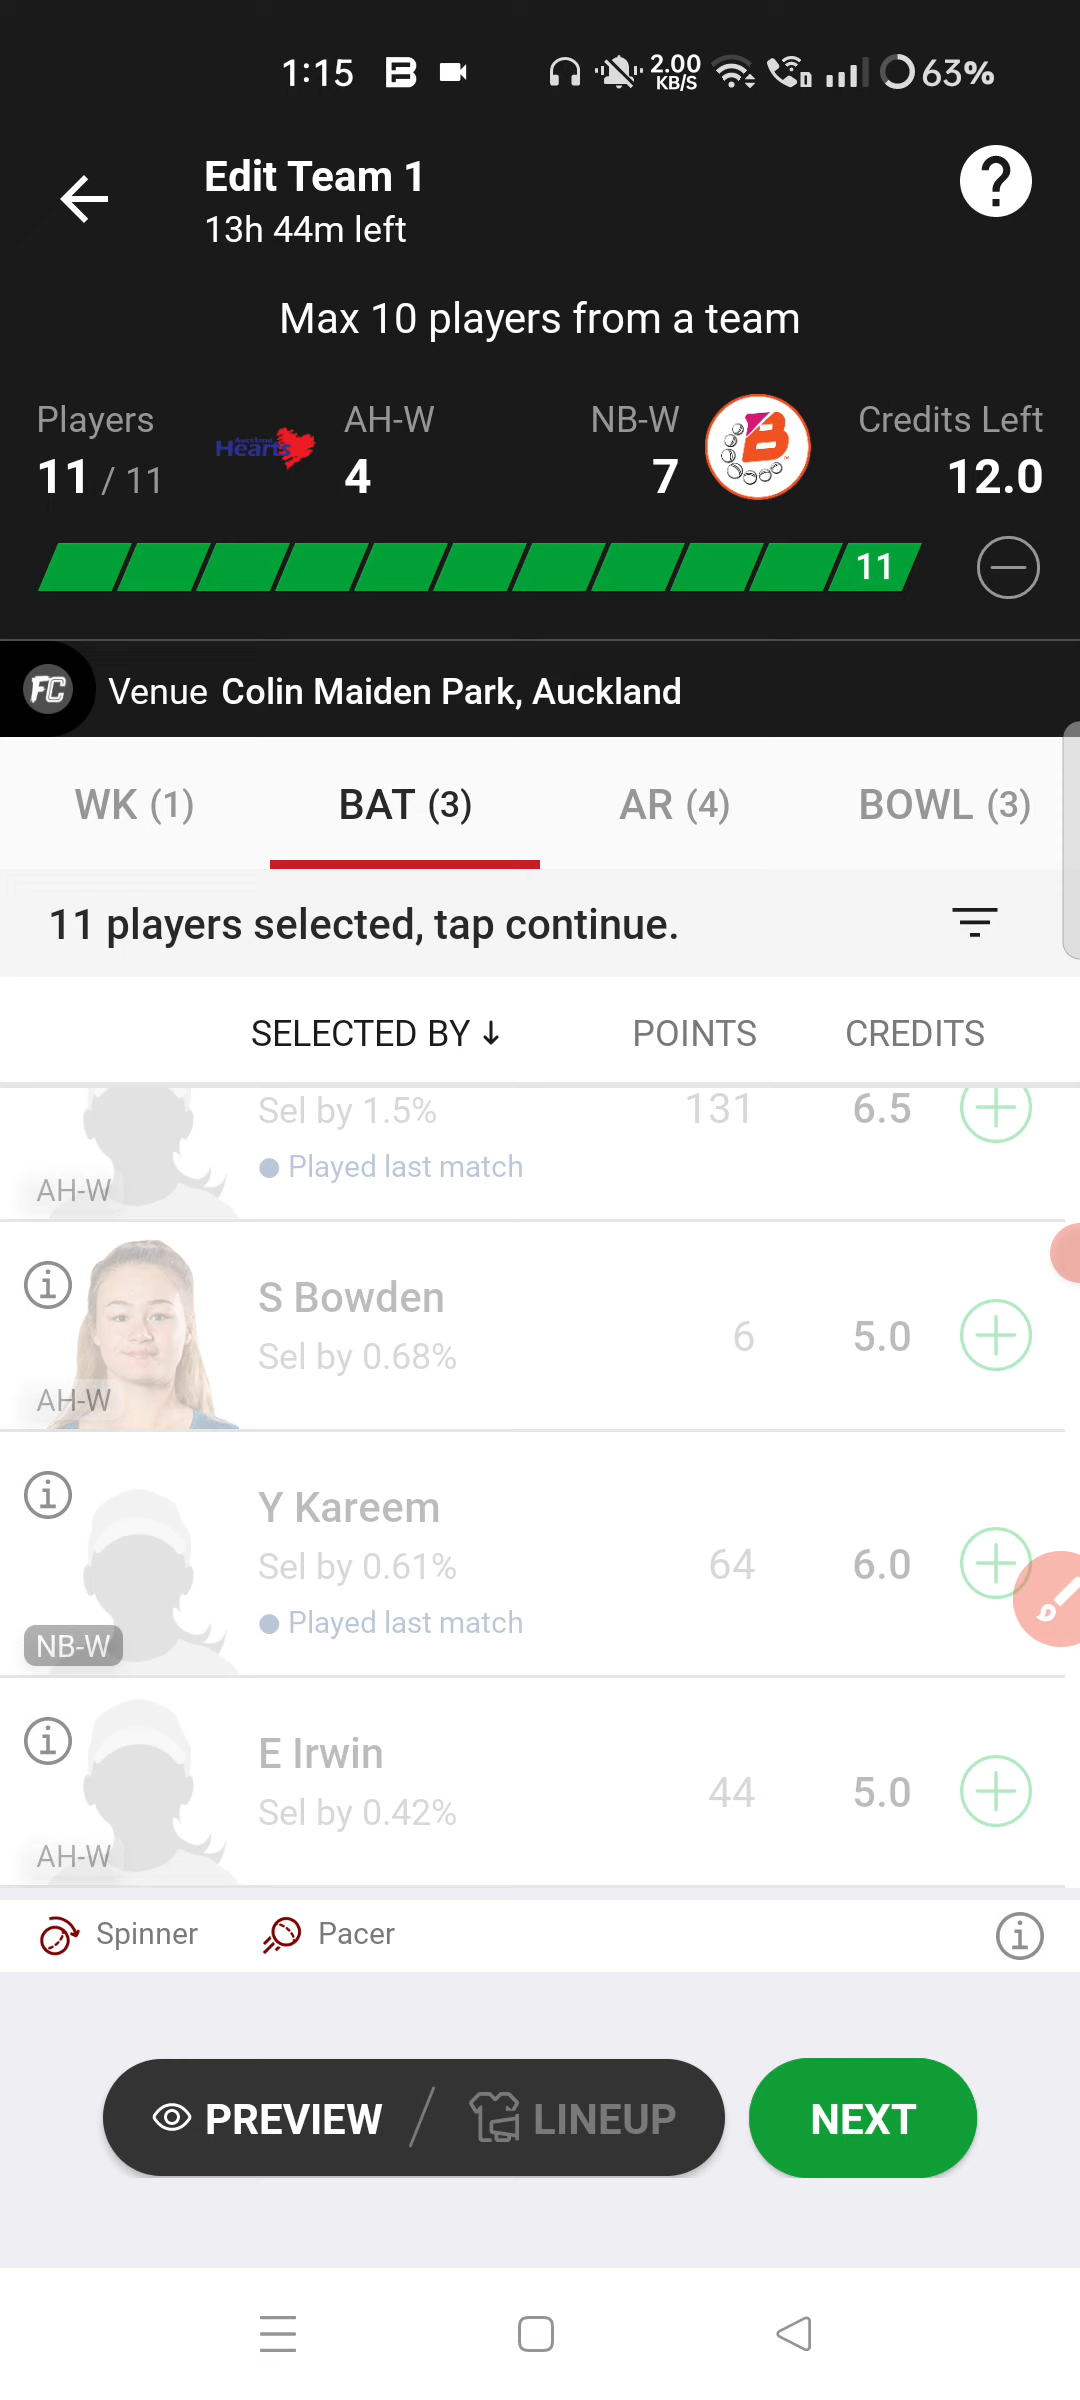 1:15 2.00 KB/S 63%
Edit Team 1
13h 44m left
Max 10 players from a team
Players AH-W NB-W Credits Left
11 / 11 Auckland Hearts 4 7 B 12.0
11
FC Venue Colin Maiden Park, Auckland
WK (1) BAT (3) AR (4) BOWL (3)
11 players selected, tap continue.
SELECTED BY ↓ POINTS CREDITS
Sel by 1.5% 131 6.5
Played last match
AH-W
S Bowden
Sel by 0.68% 6 5.0
AH-W
Y Kareem
Sel by 0.61% 64 6.0
Played last match
NB-W
E Irwin
Sel by 0.42% 44 5.0
AH-W
Spinner Pacer
PREVIEW / LINEUP NEXT